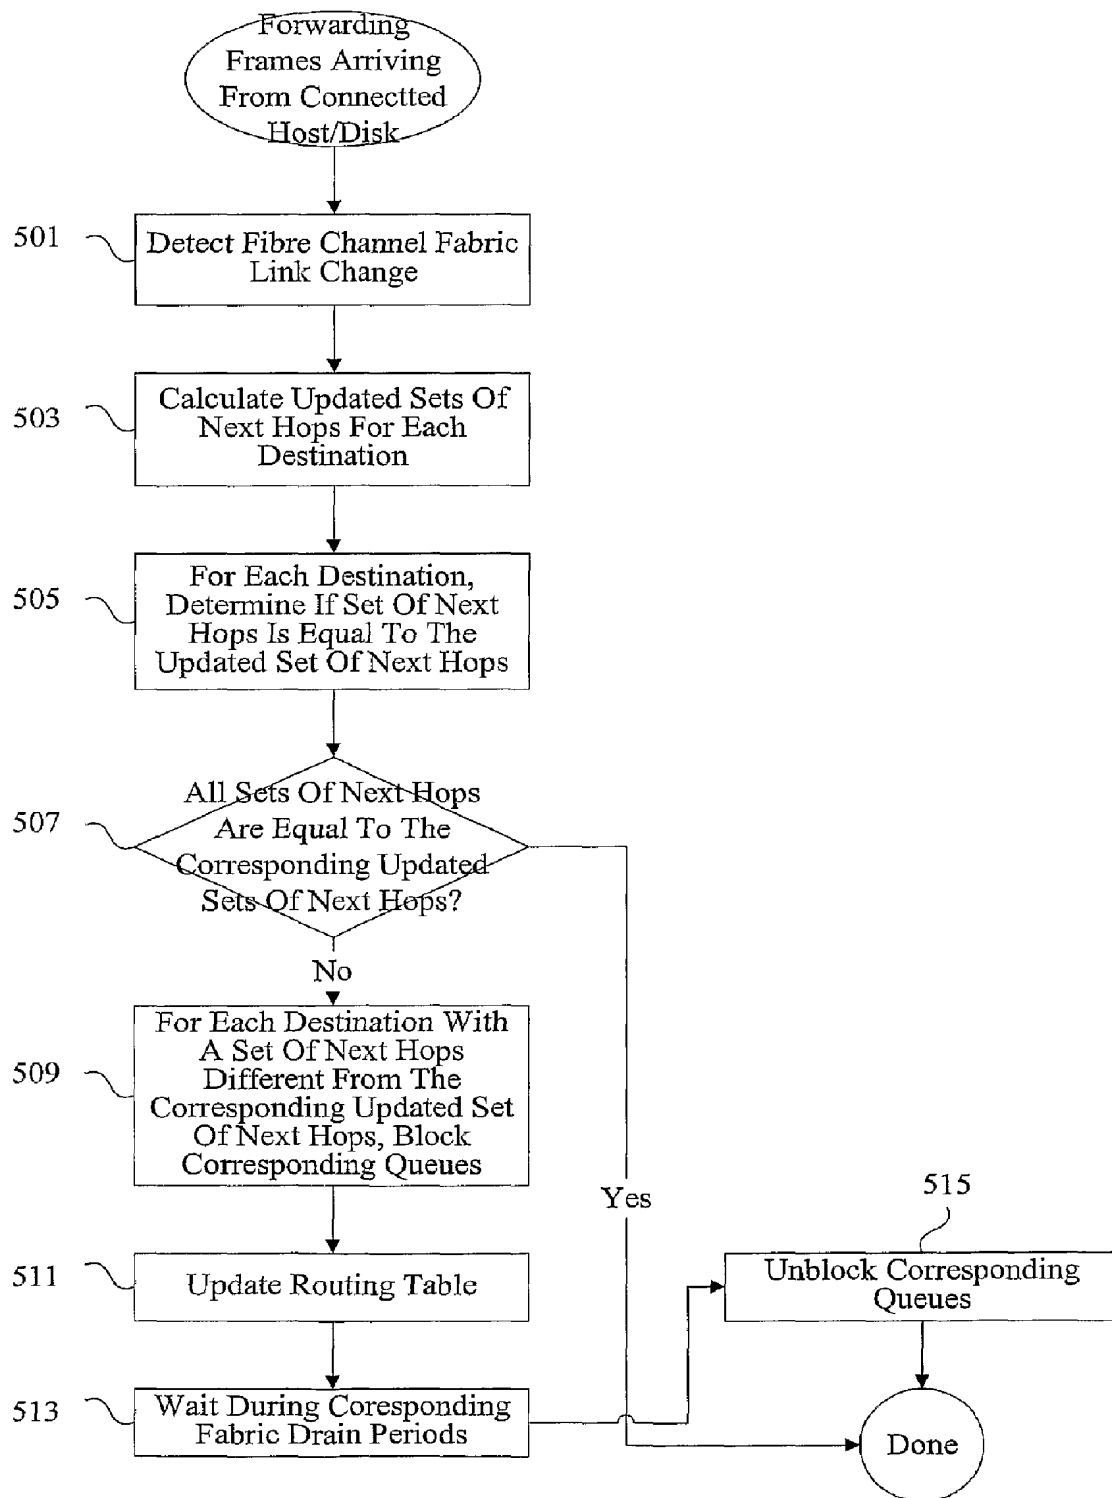 Forwarding
Frames Arriving
From Connectted
Host/Disk
501
Detect Fibre Channel Fabric
Link Change
503
Calculate Updated Sets Of
Next Hops For Each
Destination
505
For Each Destination,
Determine If Set Of Next
Hops Is Equal To The
Updated Set Of Next Hops
507
All Sets Of Next Hops
Are Equal To The
Corresponding Updated
Sets Of Next Hops?
No
509
For Each Destination With
A Set Of Next Hops
Different From The
Corresponding Updated Set
Of Next Hops, Block
Corresponding Queues
Yes
511
Update Routing Table
513
Wait During Coresponding
Fabric Drain Periods
515
Unblock Corresponding
Queues
Done